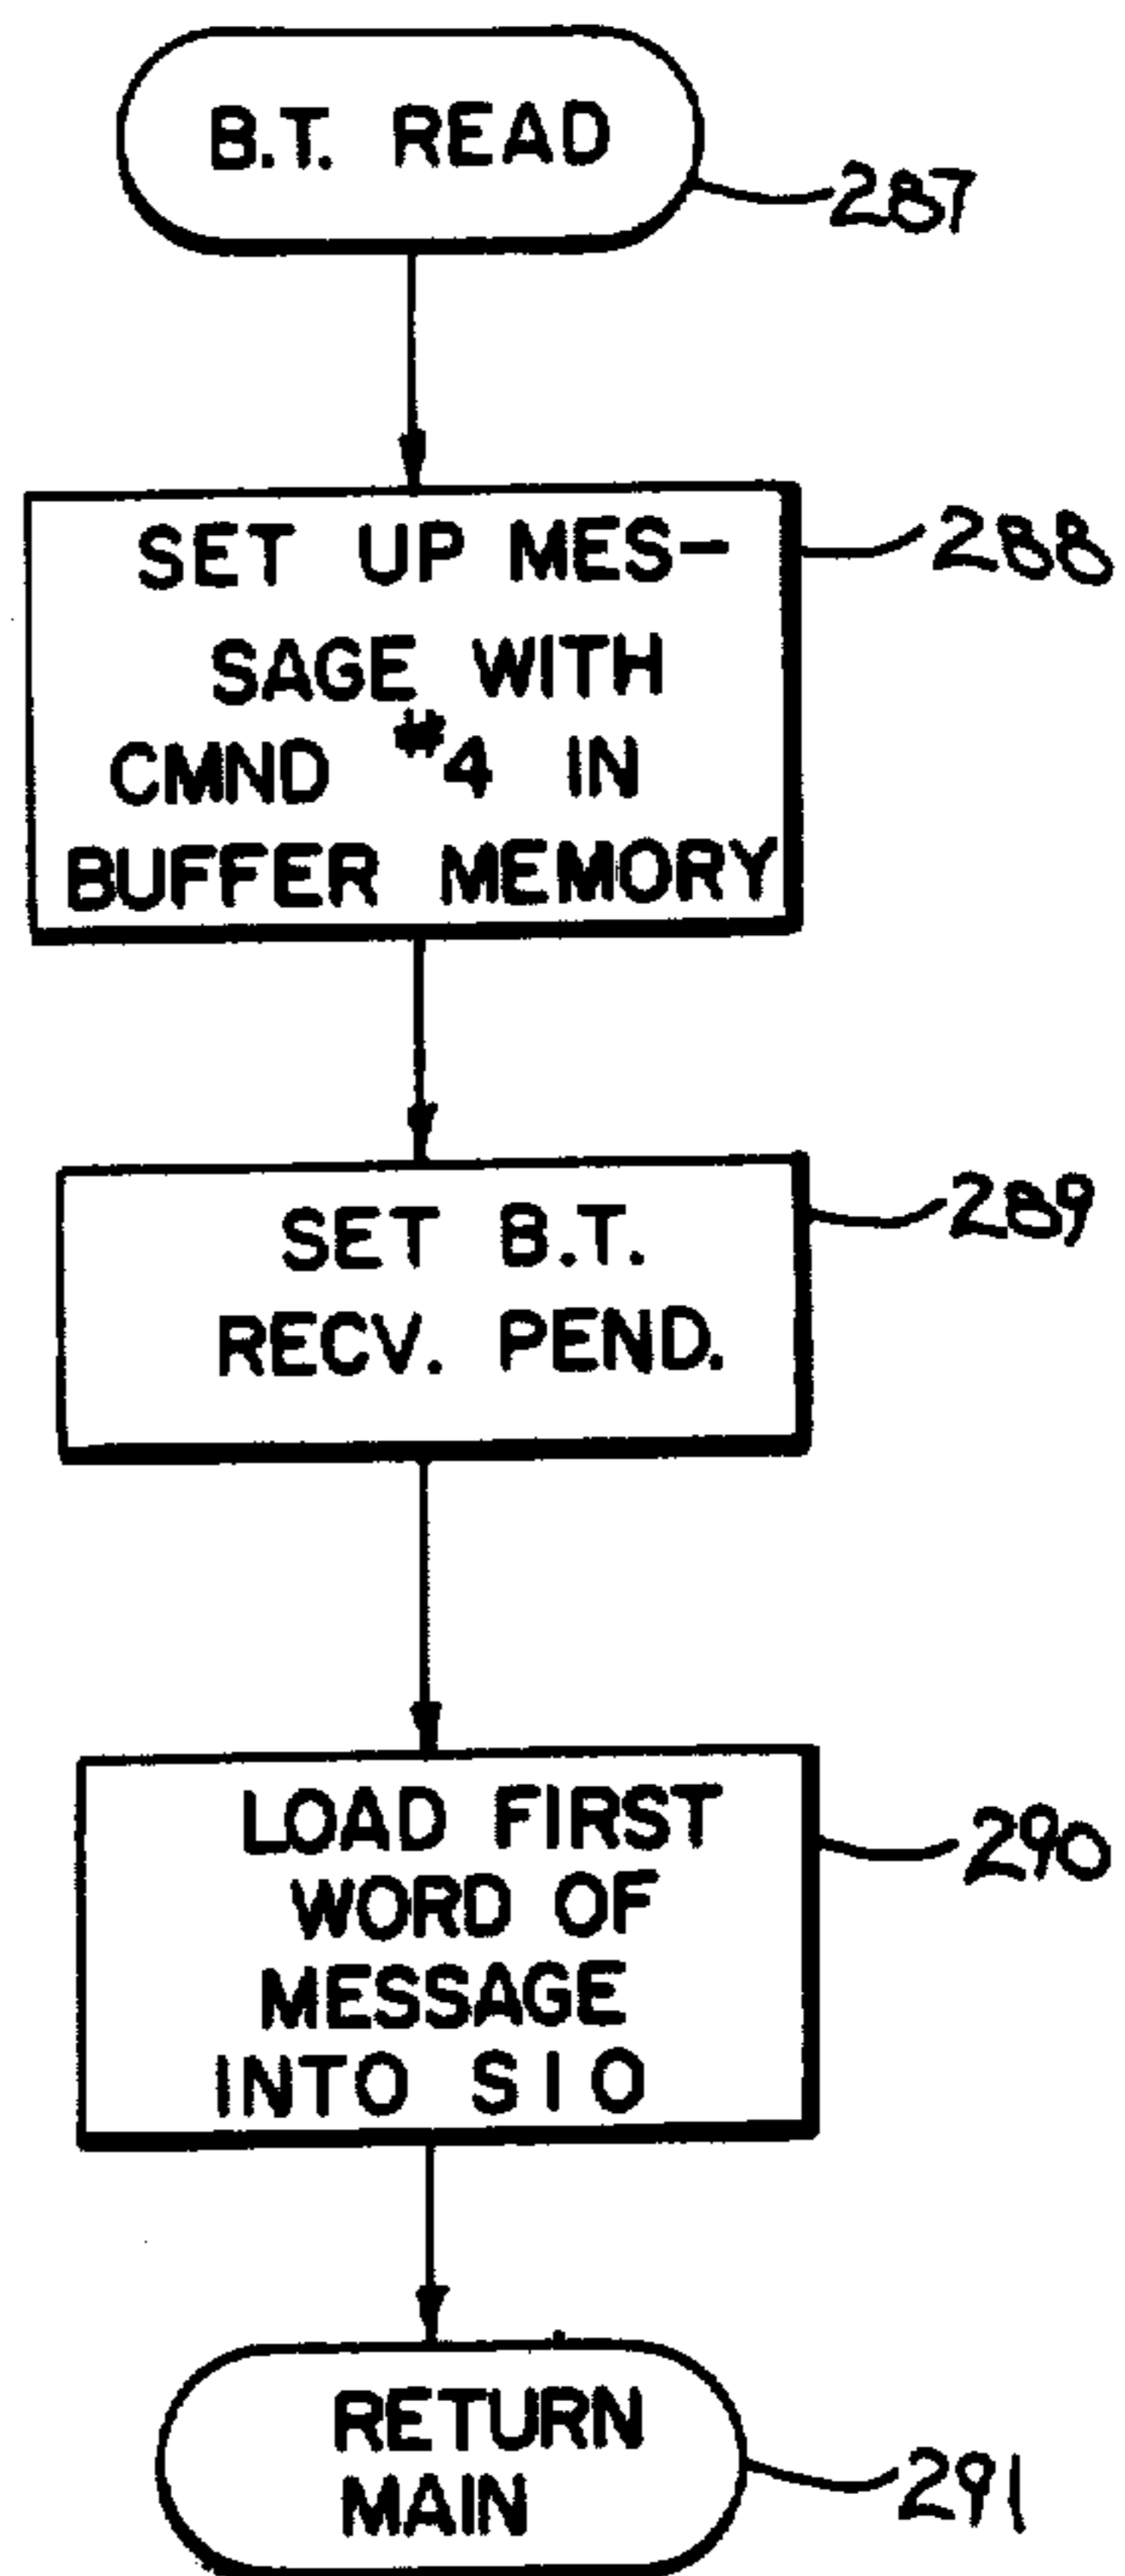 B.T. READ
287
SET UP MES-
288
SAGE WITH
CMND #4 IN
BUFFER MEMORY
SET B.T.
289
RECV. PEND.
LOAD FIRST
290
WORD OF
MESSAGE
INTO SIO
RETURN
MAIN
291